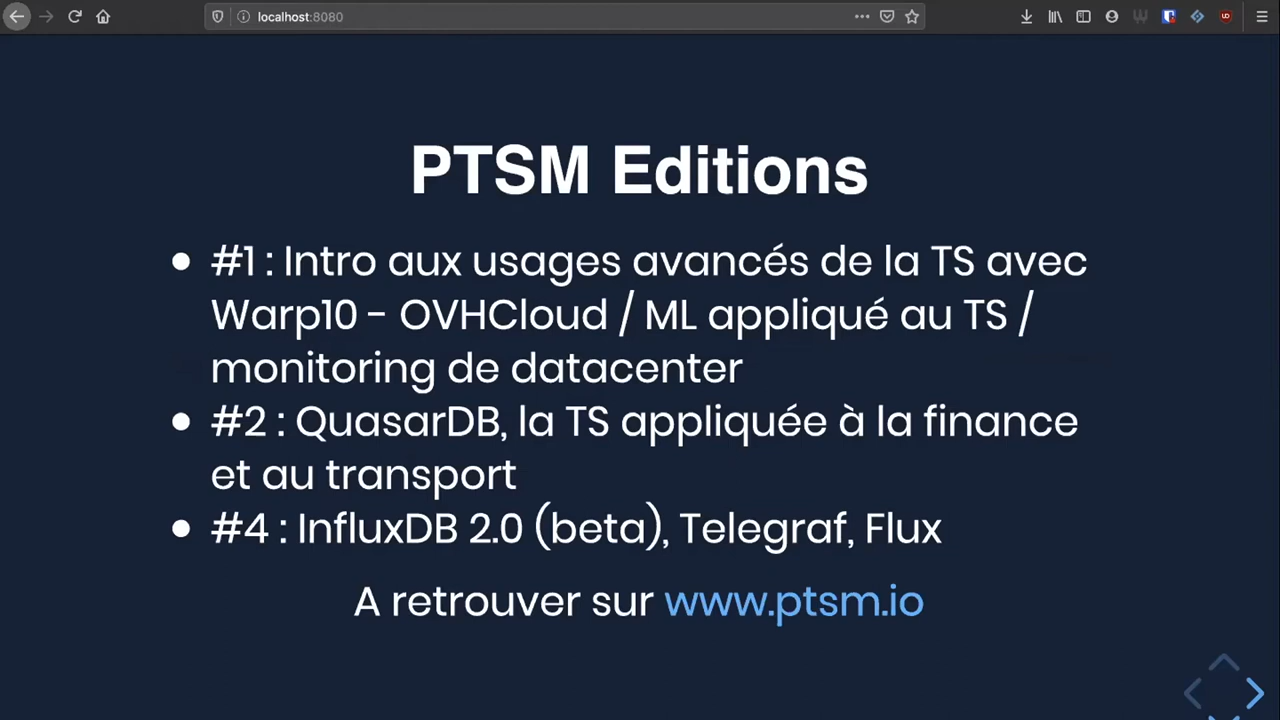 localhost:8080
PTSM Editions
#1 : Intro aux usages avancés de la TS avec
Warp10 - OVHCloud / ML appliqué au TS /
monitoring de datacenter
#2 : QuasarDB, la TS appliquée à la finance
et au transport
#4 : InfluxDB 2.0 (beta), Telegraf, Flux
A retrouver sur www.ptsm.io